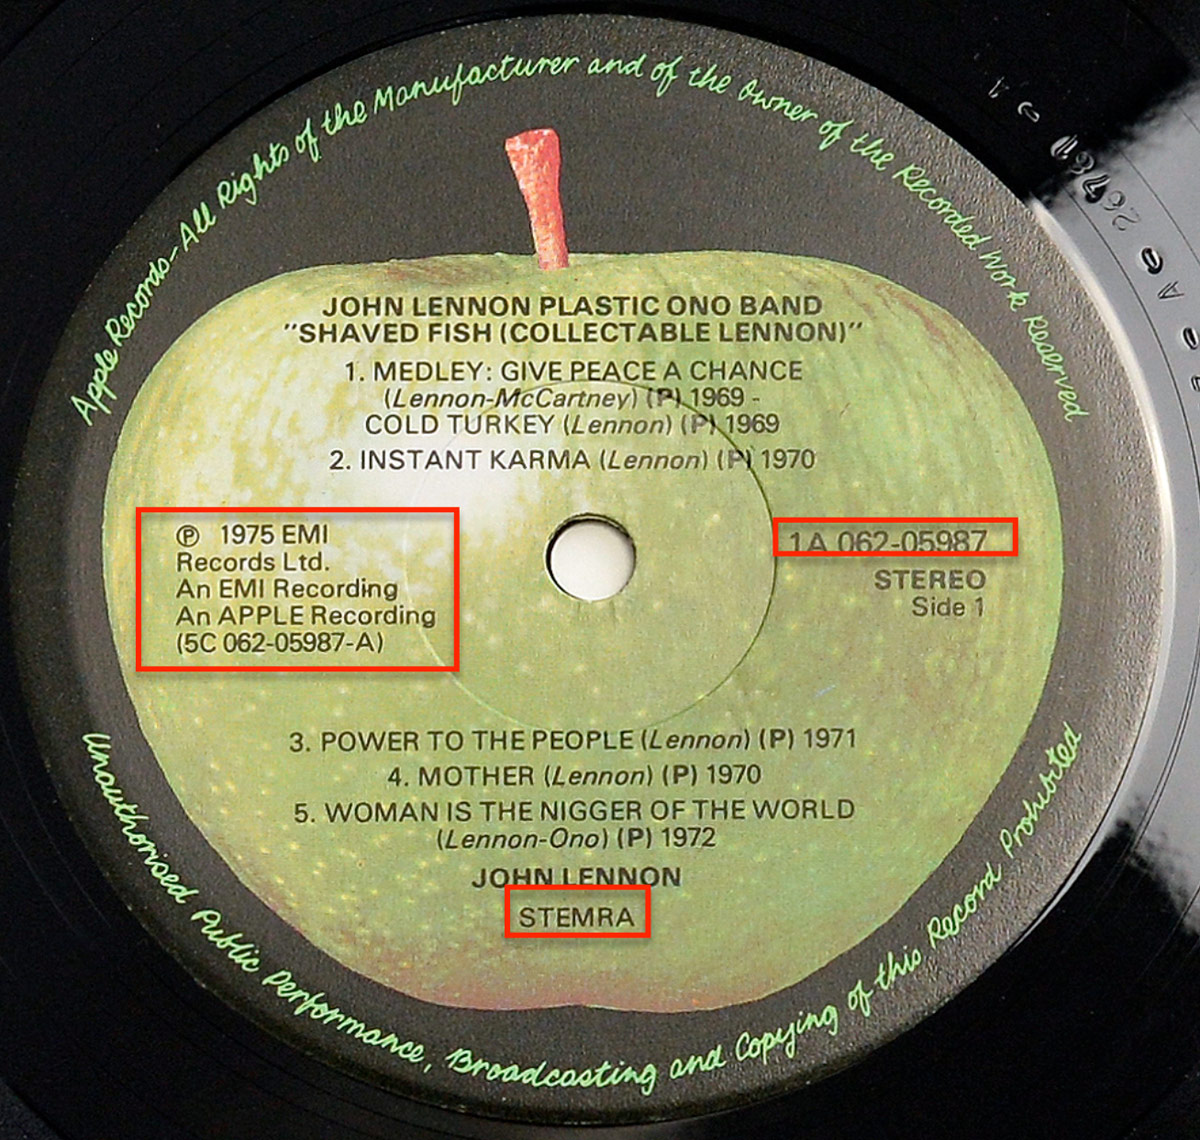 Apple Records - All Rights of the Manufacturer and of the Owner of the Recorded Work Reserved
JOHN LENNON PLASTIC ONO BAND
"SHAVED FISH (COLLECTABLE LENNON)"
1. MEDLEY: GIVE PEACE A CHANCE
(Lennon-McCartney) (P) 1969 -
COLD TURKEY (Lennon) (P) 1969
2. INSTANT KARMA (Lennon) (P) 1970
℗ 1975 EMI
Records Ltd.
An EMI Recording
An APPLE Recording
(5C 062-05987-A)
1A 062-05987
STEREO
Side 1
3. POWER TO THE PEOPLE (Lennon) (P) 1971
4. MOTHER (Lennon) (P) 1970
5. WOMAN IS THE NIGGER OF THE WORLD
(Lennon-Ono) (P) 1972
JOHN LENNON
STEMRA
Unauthorised Public Performance, Broadcasting and Copying of this Record Prohibited